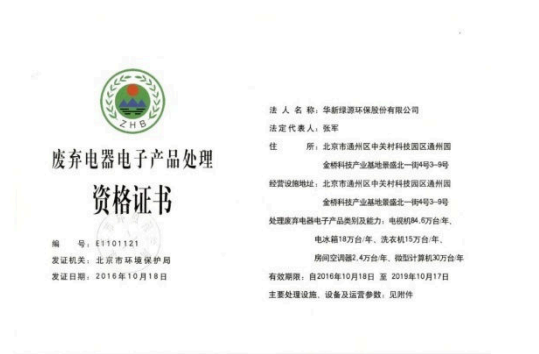 ZHB
废弃电器电子产品处理
资格证书
编　　号：E1101121
发证机关：北京市环境保护局
发证日期：2016年10月18日
法 人 名 称：华新绿源环保股份有限公司
法定代表人：张军
住　　　所：北京市通州区中关村科技园区通州园
金桥科技产业基地景盛北一街4号3-9号
经营设施地址：北京市通州区中关村科技园区通州园
金桥科技产业基地景盛北一街4号3-9号
处理废弃电器电子产品类别及能力：电视机84.6万台/年、
电冰箱18万台/年、洗衣机15万台/年、
房间空调器2.4万台/年、微型计算机30万台/年
有效期限：自2016年10月18日 至 2019年10月17日
主要处理设施、设备及运营参数：见附件